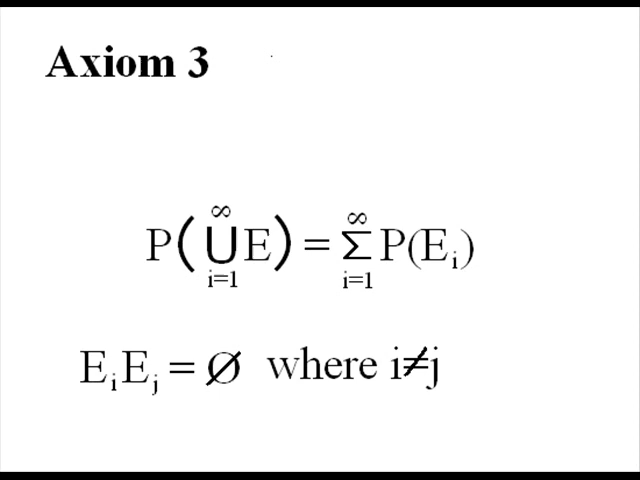 Axiom 3
P(⋃_{i=1}^{∞} E) = Σ_{i=1}^{∞} P(E_i)
E_i E_j = Ø where i≠j